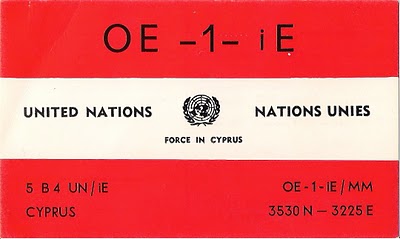 OE -1- iE
UNITED NATIONS NATIONS UNIES
FORCE IN CYPRUS
5 B 4 UN/iE OE-1-iE/MM
CYPRUS 3530 N — 3225 E